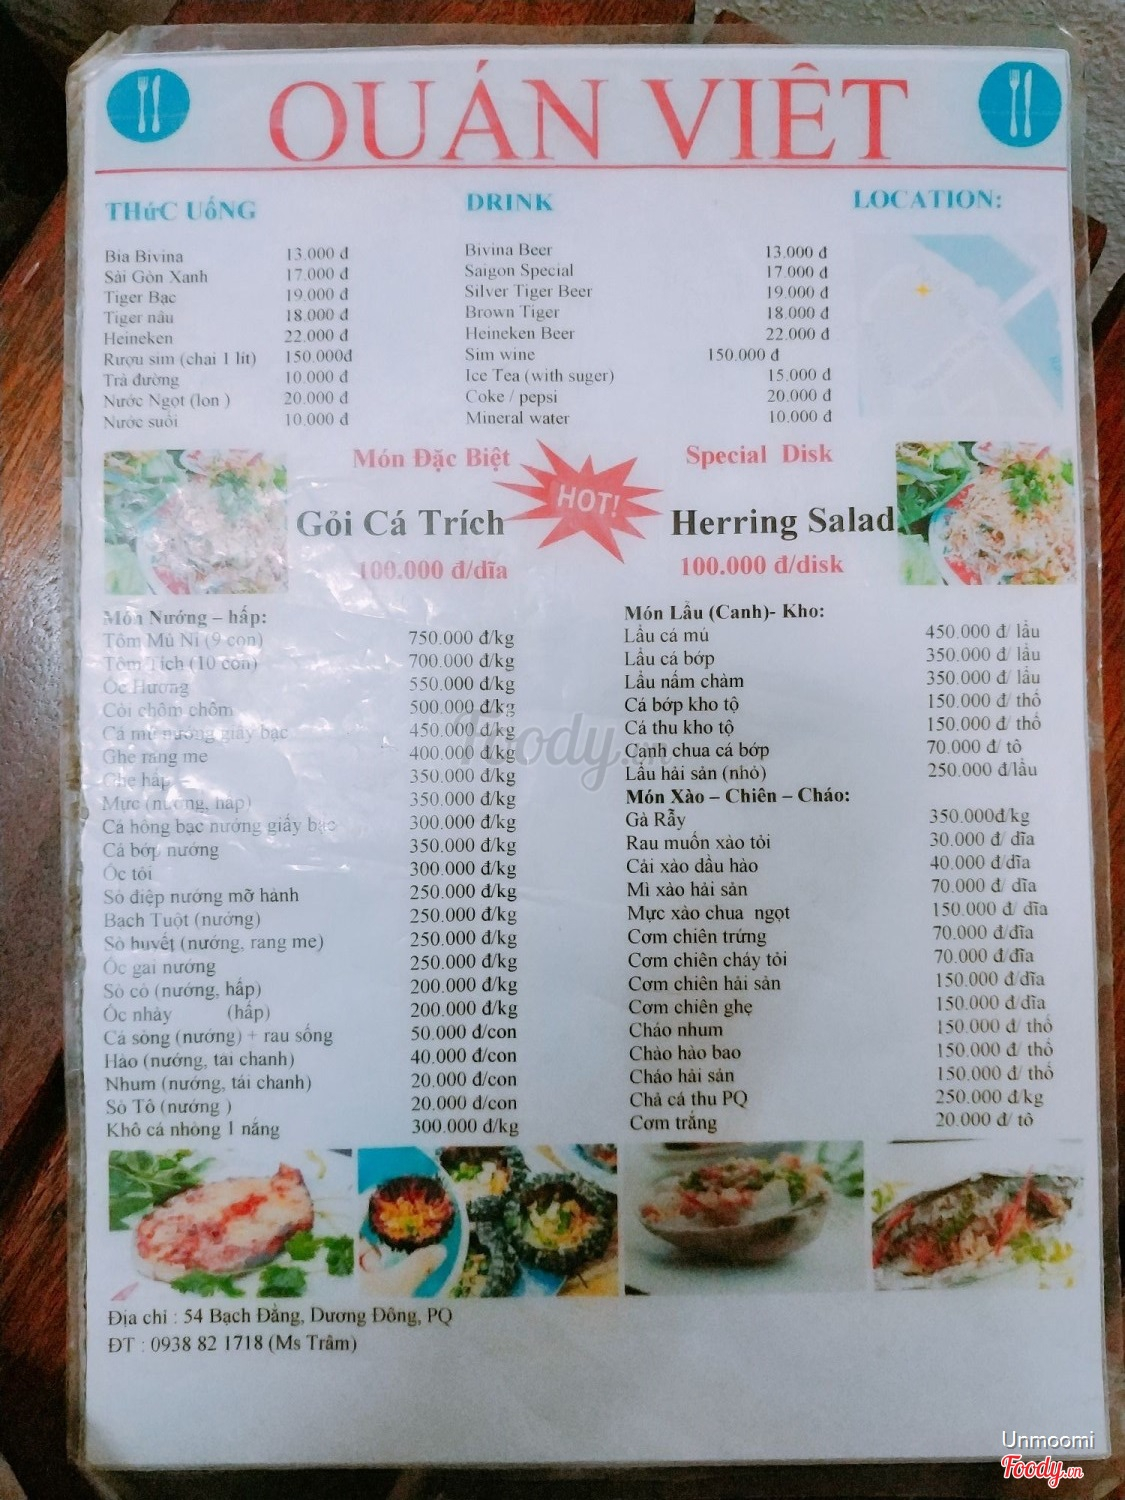 QUÁN VIỆT
THứC UốNG
Bia Bivina 13.000 đ
Sài Gòn Xanh 17.000 đ
Tiger Bạc 19.000 đ
Tiger nâu 18.000 đ
Heineken 22.000 đ
Rượu sim (chai 1 lít) 150.000đ
Trà đường 10.000 đ
Nước Ngọt (lon ) 20.000 đ
Nước suối 10.000 đ
DRINK
Bivina Beer 13.000 đ
Saigon Special 17.000 đ
Silver Tiger Beer 19.000 đ
Brown Tiger 18.000 đ
Heineken Beer 22.000 đ
Sim wine 150.000 đ
Ice Tea (with suger) 15.000 đ
Coke / pepsi 20.000 đ
Mineral water 10.000 đ
LOCATION:
Món Đặc Biệt
Gỏi Cá Trích
100.000 đ/dĩa
HOT!
Special Disk
Herring Salad
100.000 đ/disk
Món Nướng – hấp:
Tôm Mủ Ni (9 con) 750.000 đ/kg
Tôm Tích (10 con) 700.000 đ/kg
Ốc Hương 550.000 đ/kg
Còi chôm chôm 500.000 đ/kg
Cá mú nướng giấy bạc 450.000 đ/kg
Ghẹ rang me 400.000 đ/kg
Ghẹ hấp 350.000 đ/kg
Mực (nướng, hấp) 350.000 đ/kg
Cá hồng bạc nướng giấy bạc 300.000 đ/kg
Cá bớp nướng 350.000 đ/kg
Ốc tỏi 300.000 đ/kg
Sò điệp nướng mỡ hành 250.000 đ/kg
Bạch Tuột (nướng) 250.000 đ/kg
Sò huyết (nướng, rang me) 250.000 đ/kg
Ốc gai nướng 250.000 đ/kg
Sò cò (nướng, hấp) 200.000 đ/kg
Ốc nhảy (hấp) 200.000 đ/kg
Cá sòng (nướng) + rau sống 50.000 đ/con
Hào (nướng, tái chanh) 40.000 đ/con
Nhum (nướng, tái chanh) 20.000 đ/con
Sò Tô (nướng ) 20.000 đ/con
Khô cá nhòng 1 nắng 300.000 đ/kg
Món Lẩu (Canh)- Kho:
Lẩu cá mú 450.000 đ/ lẩu
Lẩu cá bớp 350.000 đ/ lẩu
Lẩu nấm chàm 350.000 đ/ lẩu
Cá bớp kho tộ 150.000 đ/ thố
Cá thu kho tộ 150.000 đ/ thố
Canh chua cá bớp 70.000 đ/ tô
Lẩu hải sản (nhỏ) 250.000 đ/lẩu
Món Xào – Chiên – Cháo:
Gà Rẫy 350.000đ/kg
Rau muốn xào tỏi 30.000 đ/ dĩa
Cải xào dầu hào 40.000 đ/dĩa
Mì xào hải sản 70.000 đ/ dĩa
Mực xào chua ngọt 150.000 đ/ dĩa
Cơm chiên trứng 70.000 đ/dĩa
Cơm chiên cháy tỏi 70.000 đ/đĩa
Cơm chiên hải sản 150.000 đ/dĩa
Cơm chiên ghẹ 150.000 đ/dĩa
Cháo nhum 150.000 đ/ thố
Cháo hào bao 150.000 đ/ thố
Cháo hải sản 150.000 đ/ thố
Chả cá thu PQ 250.000 đ/kg
Cơm trắng 20.000 đ/ tô
Foody.vn
Địa chỉ : 54 Bạch Đằng, Dương Đông, PQ
ĐT : 0938 82 1718 (Ms Trâm)
Unmoomi
Foody.vn